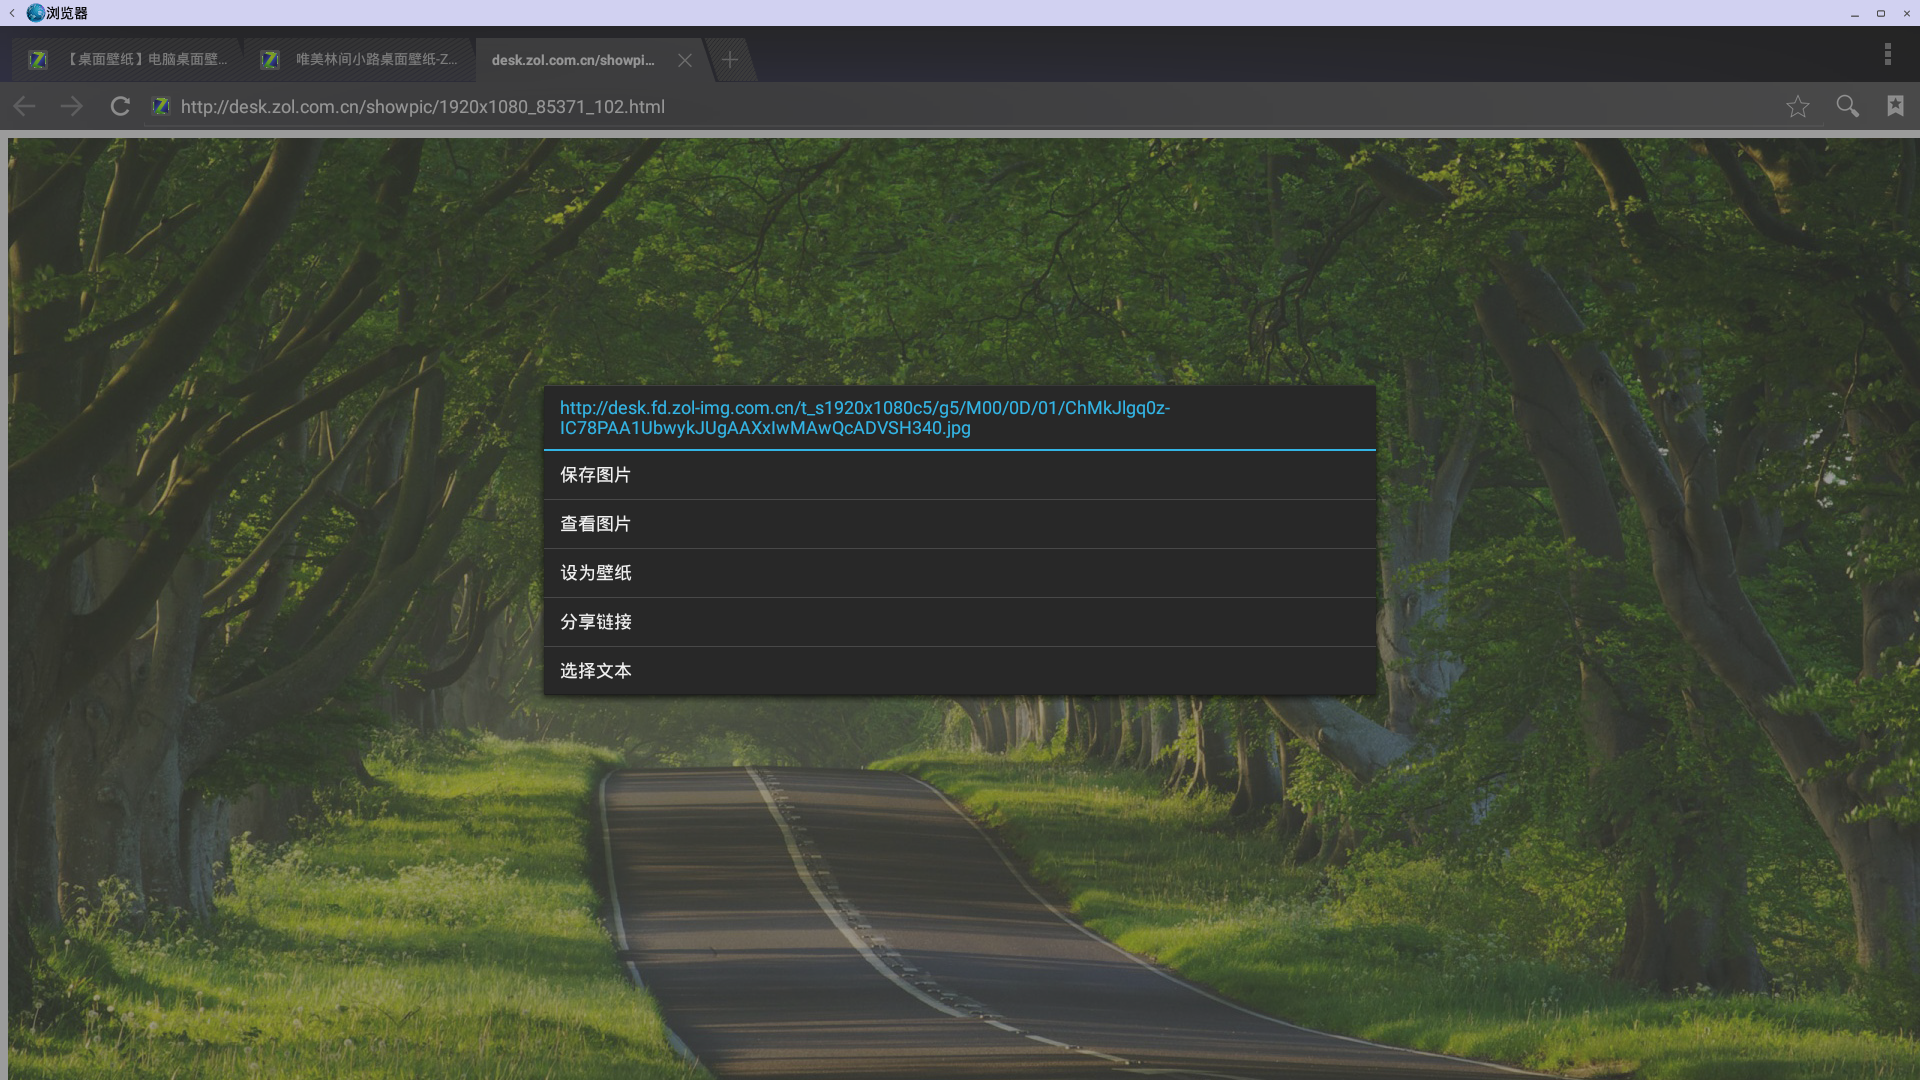 浏览器
【桌面壁纸】电脑桌面壁...
唯美林间小路桌面壁纸-Z...
desk.zol.com.cn/showpi...
http://desk.zol.com.cn/showpic/1920x1080_85371_102.html
http://desk.fd.zol-img.com.cn/t_s1920x1080c5/g5/M00/0D/01/ChMkJlgq0z-
IC78PAA1UbwykJUgAAXxIwMAwQcADVSH340.jpg
保存图片
查看图片
设为壁纸
分享链接
选择文本